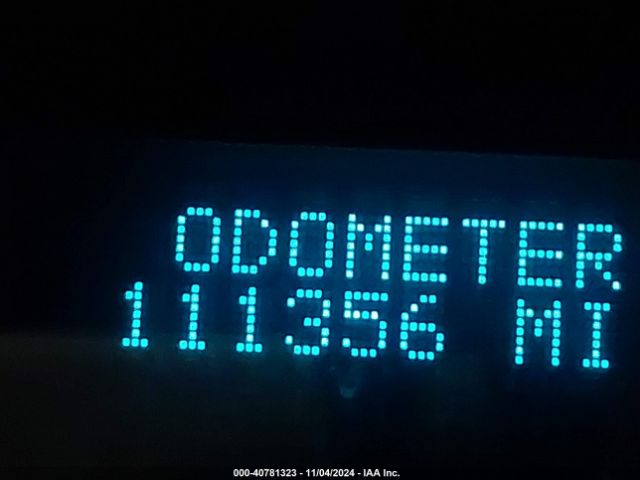 ODOMETER
111356 MI
000-40781323 - 11/04/2024 - IAA Inc.